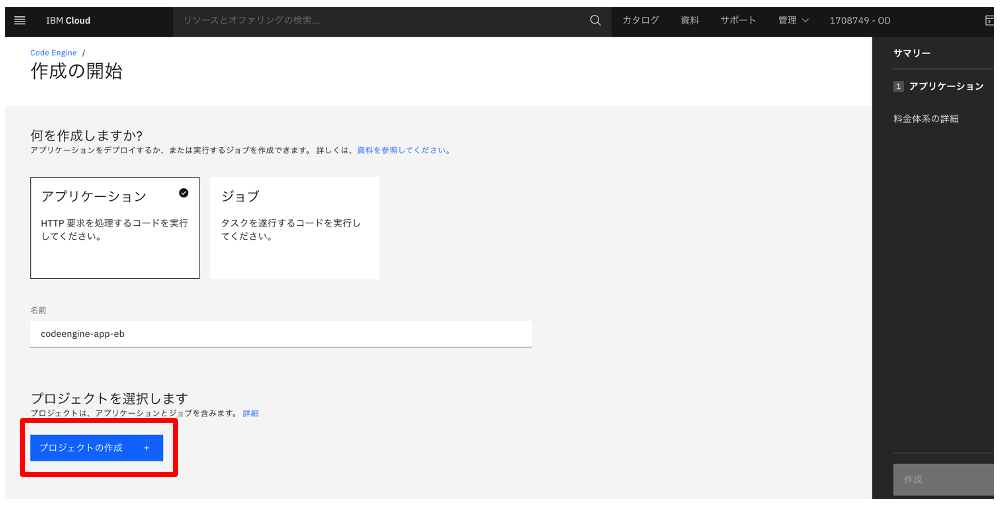 IBM Cloud
リソースとオファリングの検索...
カタログ
資料
サポート
管理
1708749 - OD
Code Engine /
作成の開始
何を作成しますか?
アプリケーションをデプロイするか、または実行するジョブを作成できます。 詳しくは、資料を参照してください。
アプリケーション
HTTP 要求を処理するコードを実行
してください。
ジョブ
タスクを遂行するコードを実行し
てください。
名前
codeengine-app-eb
プロジェクトを選択します
プロジェクトは、アプリケーションとジョブを含みます。 詳細
プロジェクトの作成 +
サマリー
1 アプリケーション
料金体系の詳細
作成